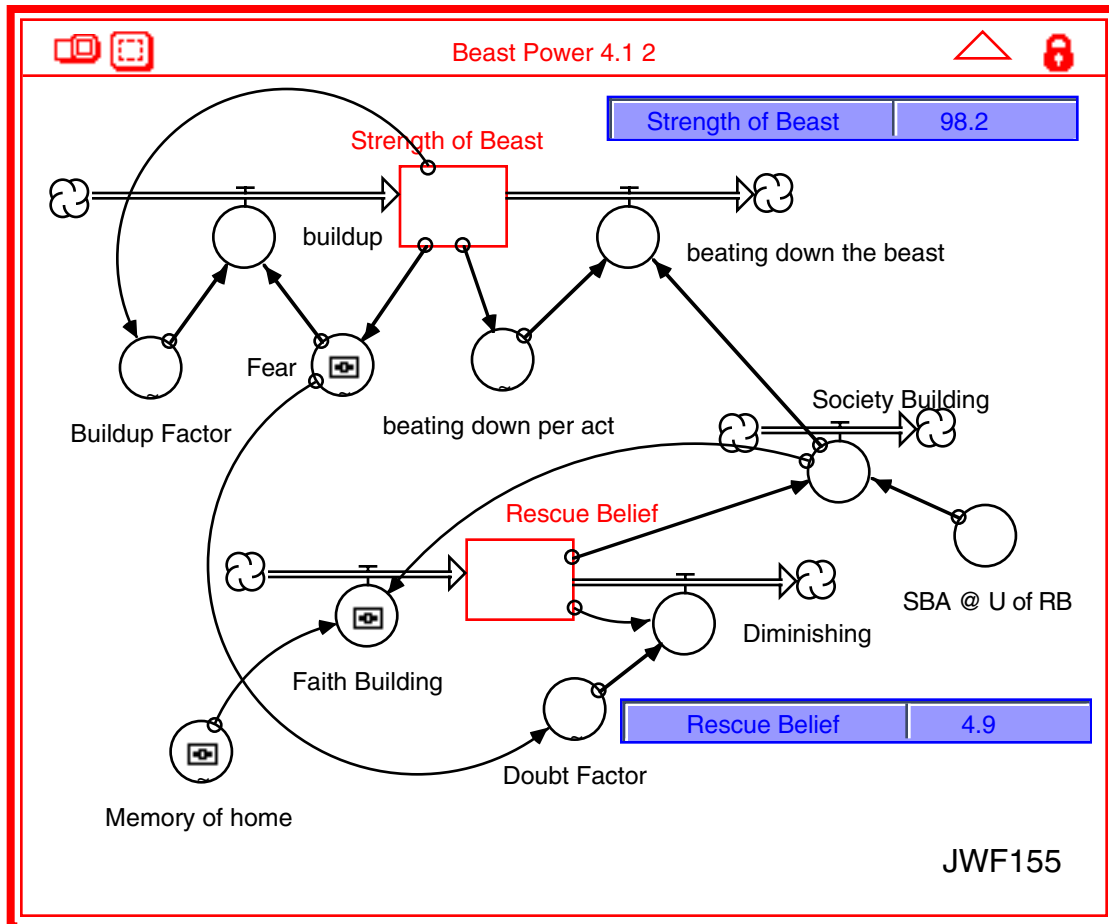 Beast Power 4.1 2
Strength of Beast 98.2
Strength of Beast
buildup
beating down the beast
Fear
Buildup Factor
beating down per act
Society Building
Rescue Belief
SBA @ U of RB
Diminishing
Faith Building
Rescue Belief 4.9
Doubt Factor
Memory of home
JWF155